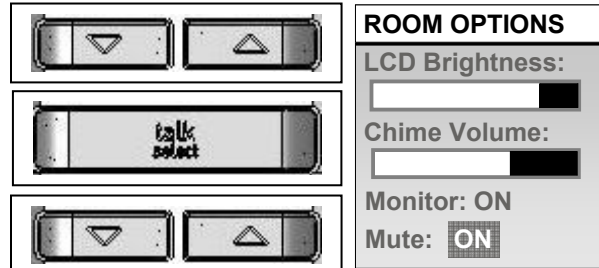 talk
select
ROOM OPTIONS
LCD Brightness:
Chime Volume:
Monitor: ON
Mute: ON